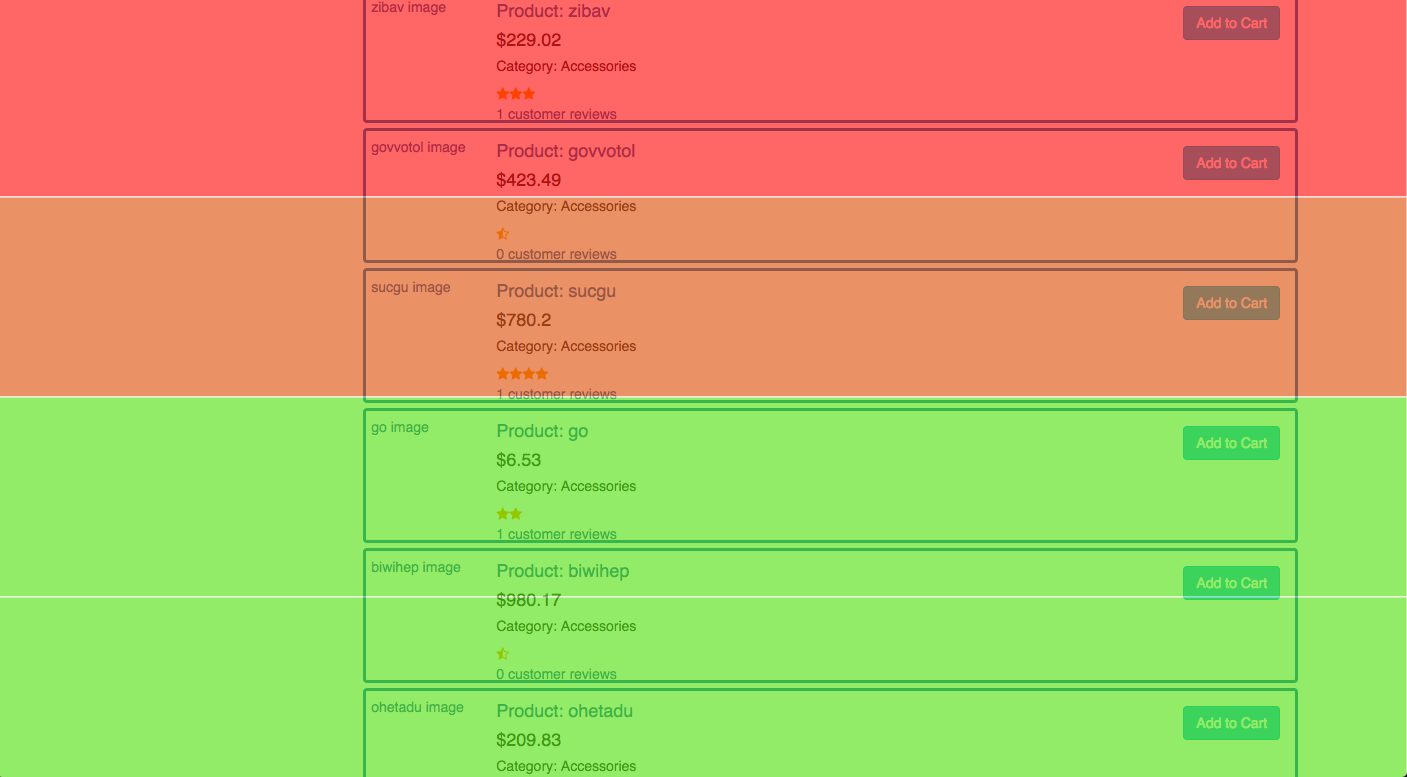 zibav image
Product: zibav
Add to Cart
$229.02
Category: Accessories
1 customer reviews
govvotol image
Product: govvotol
Add to Cart
$423.49
Category: Accessories
0 customer reviews
sucgu image
Product: sucgu
Add to Cart
$780.2
Category: Accessories
1 customer reviews
go image
Product: go
Add to Cart
$6.53
Category: Accessories
1 customer reviews
biwihep image
Product: biwihep
Add to Cart
$980.17
Category: Accessories
0 customer reviews
ohetadu image
Product: ohetadu
Add to Cart
$209.83
Category: Accessories